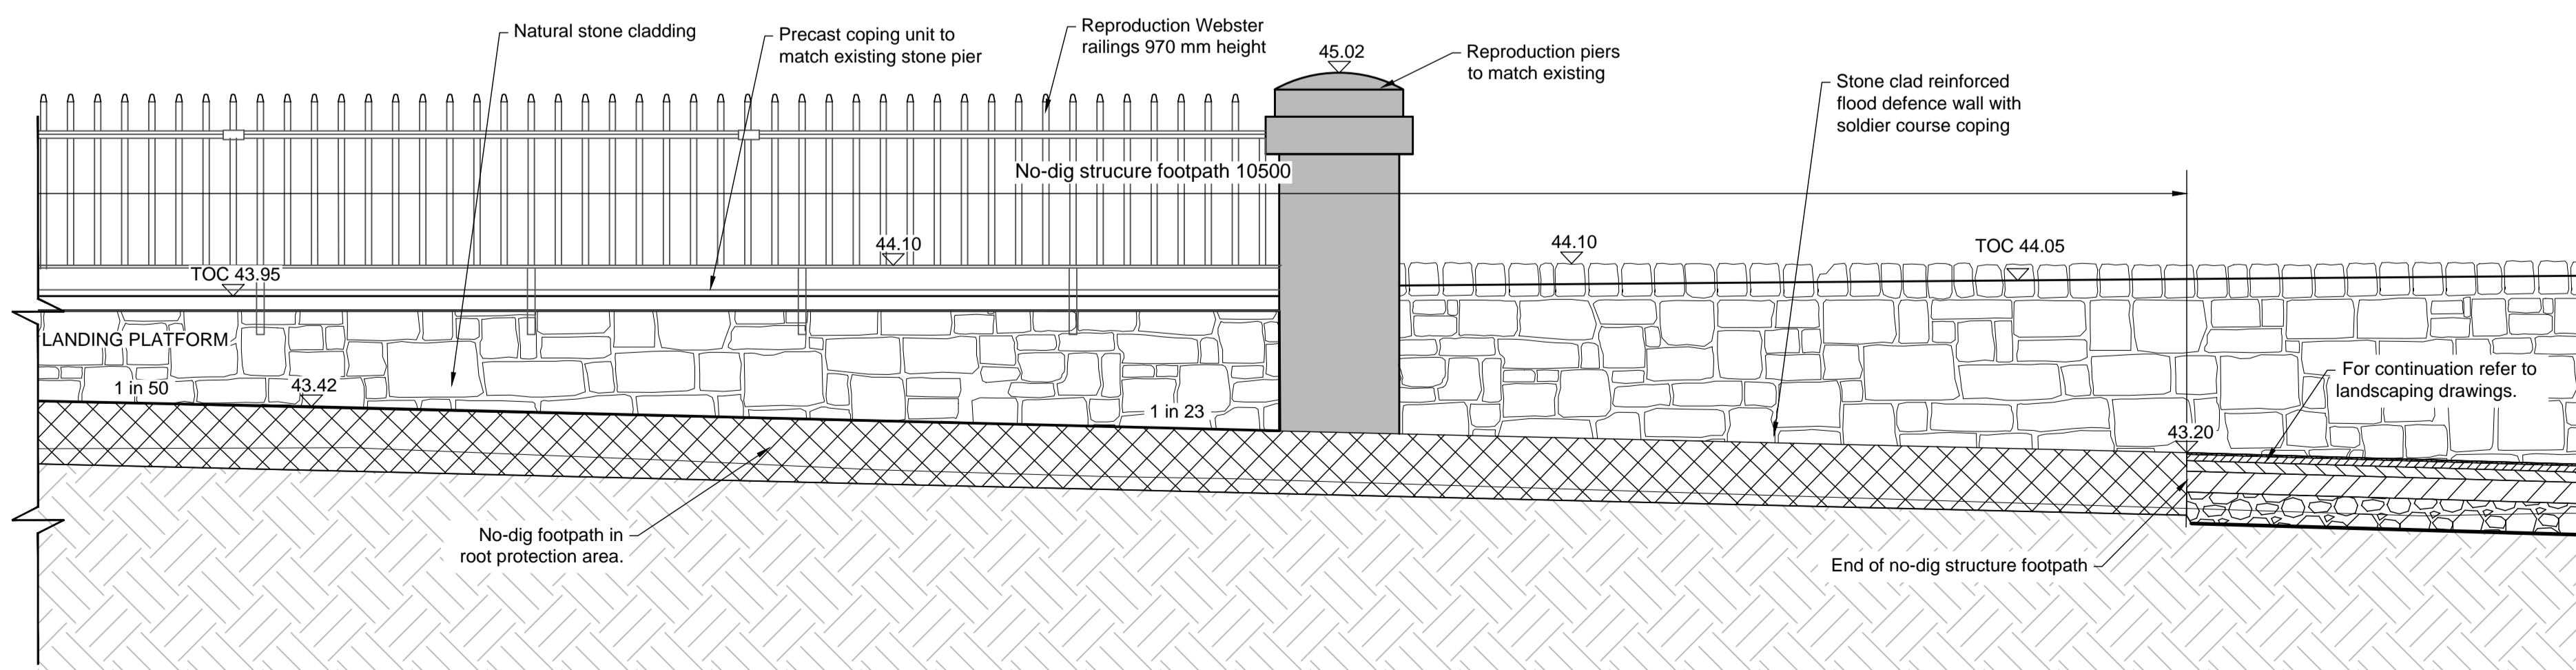 Natural stone cladding
Precast coping unit to
match existing stone pier
Reproduction Webster
railings 970 mm height
45.02
Reproduction piers
to match existing
Stone clad reinforced
flood defence wall with
soldier course coping
No-dig strucure footpath 10500
44.10
44.10
TOC 44.05
TOC 43.95
LANDING PLATFORM
1 in 50
43.42
1 in 23
For continuation refer to
landscaping drawings.
43.20
No-dig footpath in
root protection area.
End of no-dig structure footpath